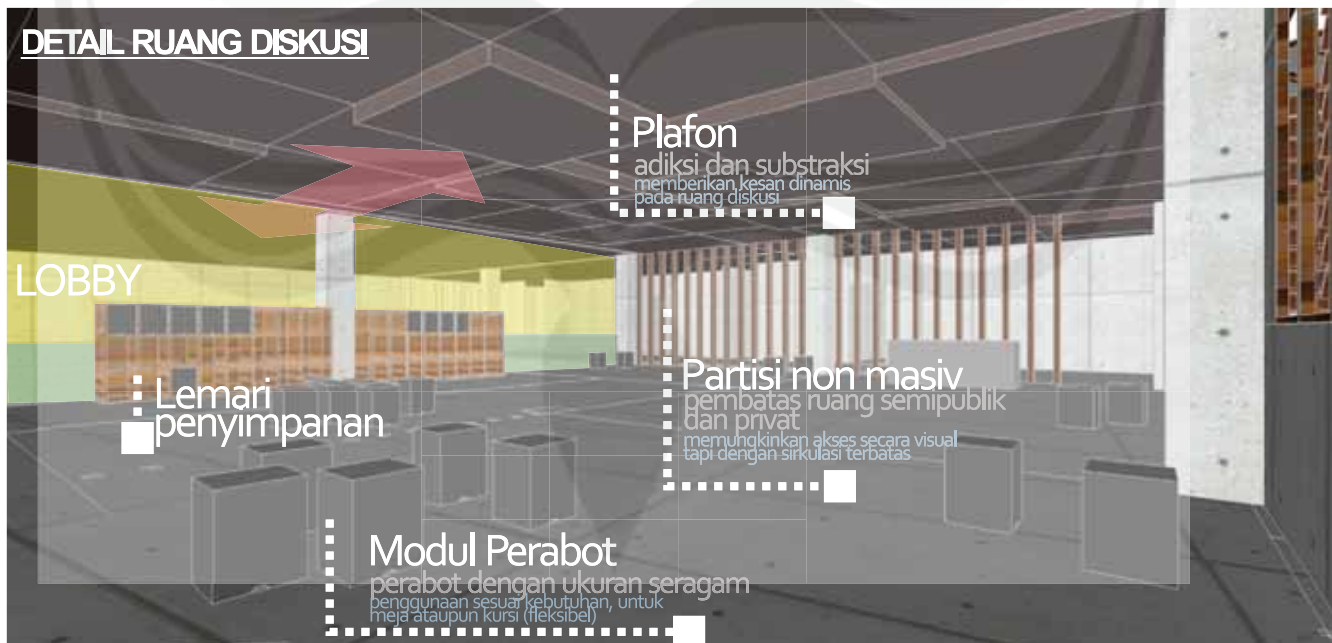 DETAIL RUANG DISKUSI
Plafon
adiksi dan substraksi
memberikan kesan dinamis
pada ruang diskusi
LOBBY
Lemari
penyimpanan
Partisi non masiv
pembatas ruang semipublik
dan privat
memungkinkan akses secara visual
tapi dengan sirkulasi terbatas
Modul Perabot
perabot dengan ukuran seragam
penggunaan sesuai kebutuhan, untuk
meja ataupun kursi (fleksibel)